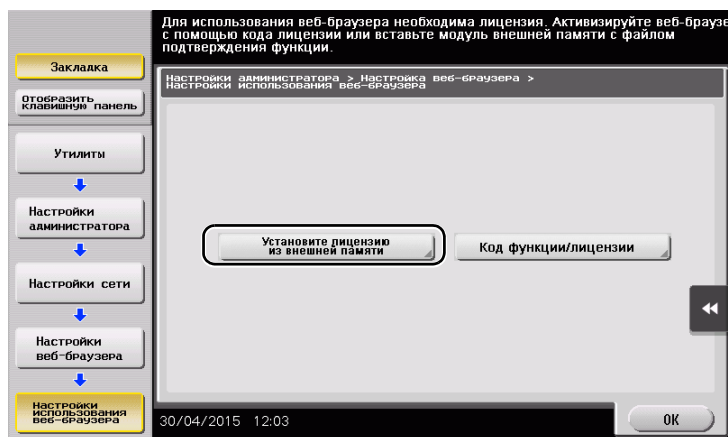 Для использования веб-браузера необходима лицензия. Активизируйте веб-браузе
с помощью кода лицензии или вставьте модуль внешней памяти с файлом
подтверждения функции.
Закладка
Отобразить
клавишную панель
Утилиты
Настройки
администратора
Настройки сети
Настройки
веб-браузера
Настройки
использования
веб-браузера
Настройки администратора > Настройка веб-браузера >
Настройки использования веб-браузера
Установите лицензию
из внешней памяти
Код функции/лицензии
30/04/2015 12:03
OK